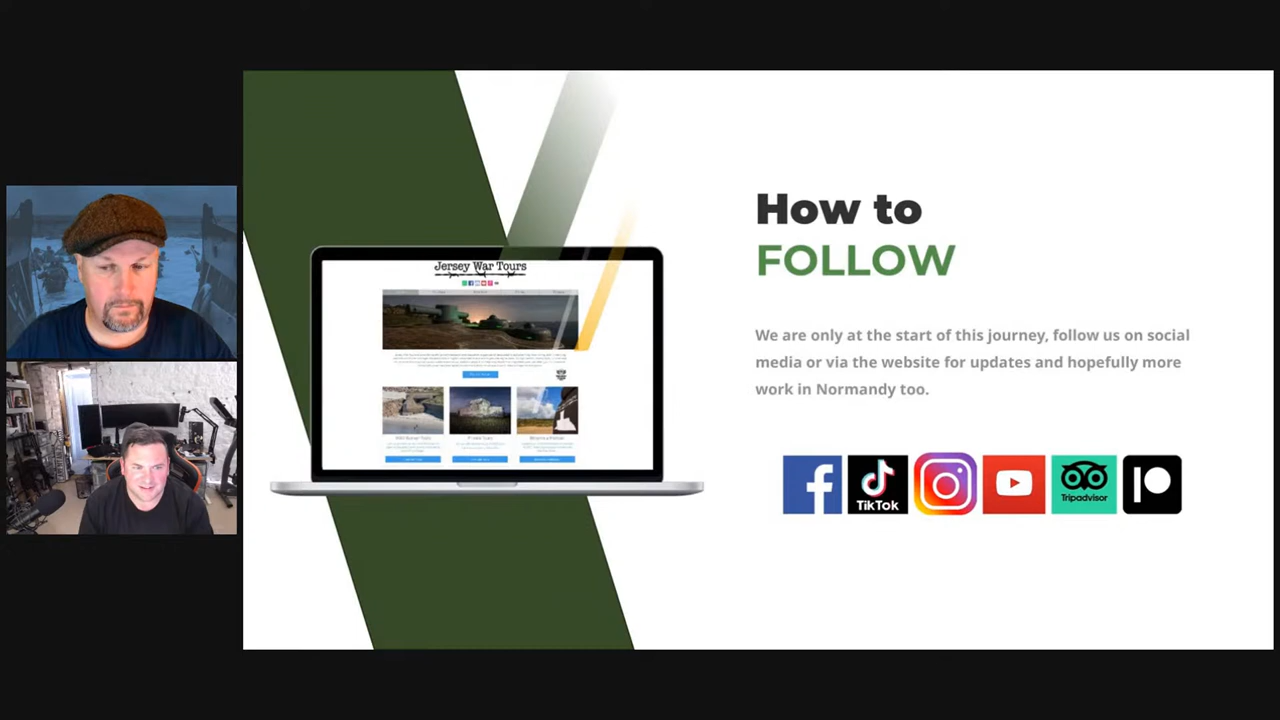 Jersey War Tours
How to
FOLLOW
We are only at the start of this journey, follow us on social
media or via the website for updates and hopefully more
work in Normandy too.
TikTok
Tripadvisor